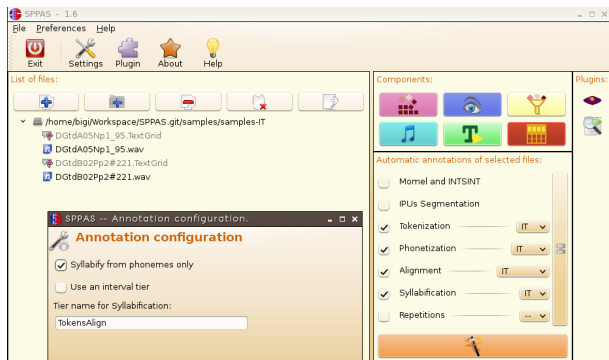 SPPAS - 1.6
File Preferences Help
Exit Settings Plugin About Help
List of files:
/home/bigi/Workspace/SPPAS.git/samples/samples-IT
DGtdA05Np1_95.TextGrid
DGtdA05Np1_95.wav
DGtdB02Pp2#221.TextGrid
DGtdB02Pp2#221.wav
SPPAS -- Annotation configuration.
Annotation configuration
Syllabify from phonemes only
Use an interval tier
Tier name for Syllabification:
TokensAlign
Components:
Automatic annotations of selected files:
Momel and INTSINT
IPUs Segmentation
Tokenization IT
Phonetization IT
Alignment IT
Syllabification IT
Repetitions --
Plugins: